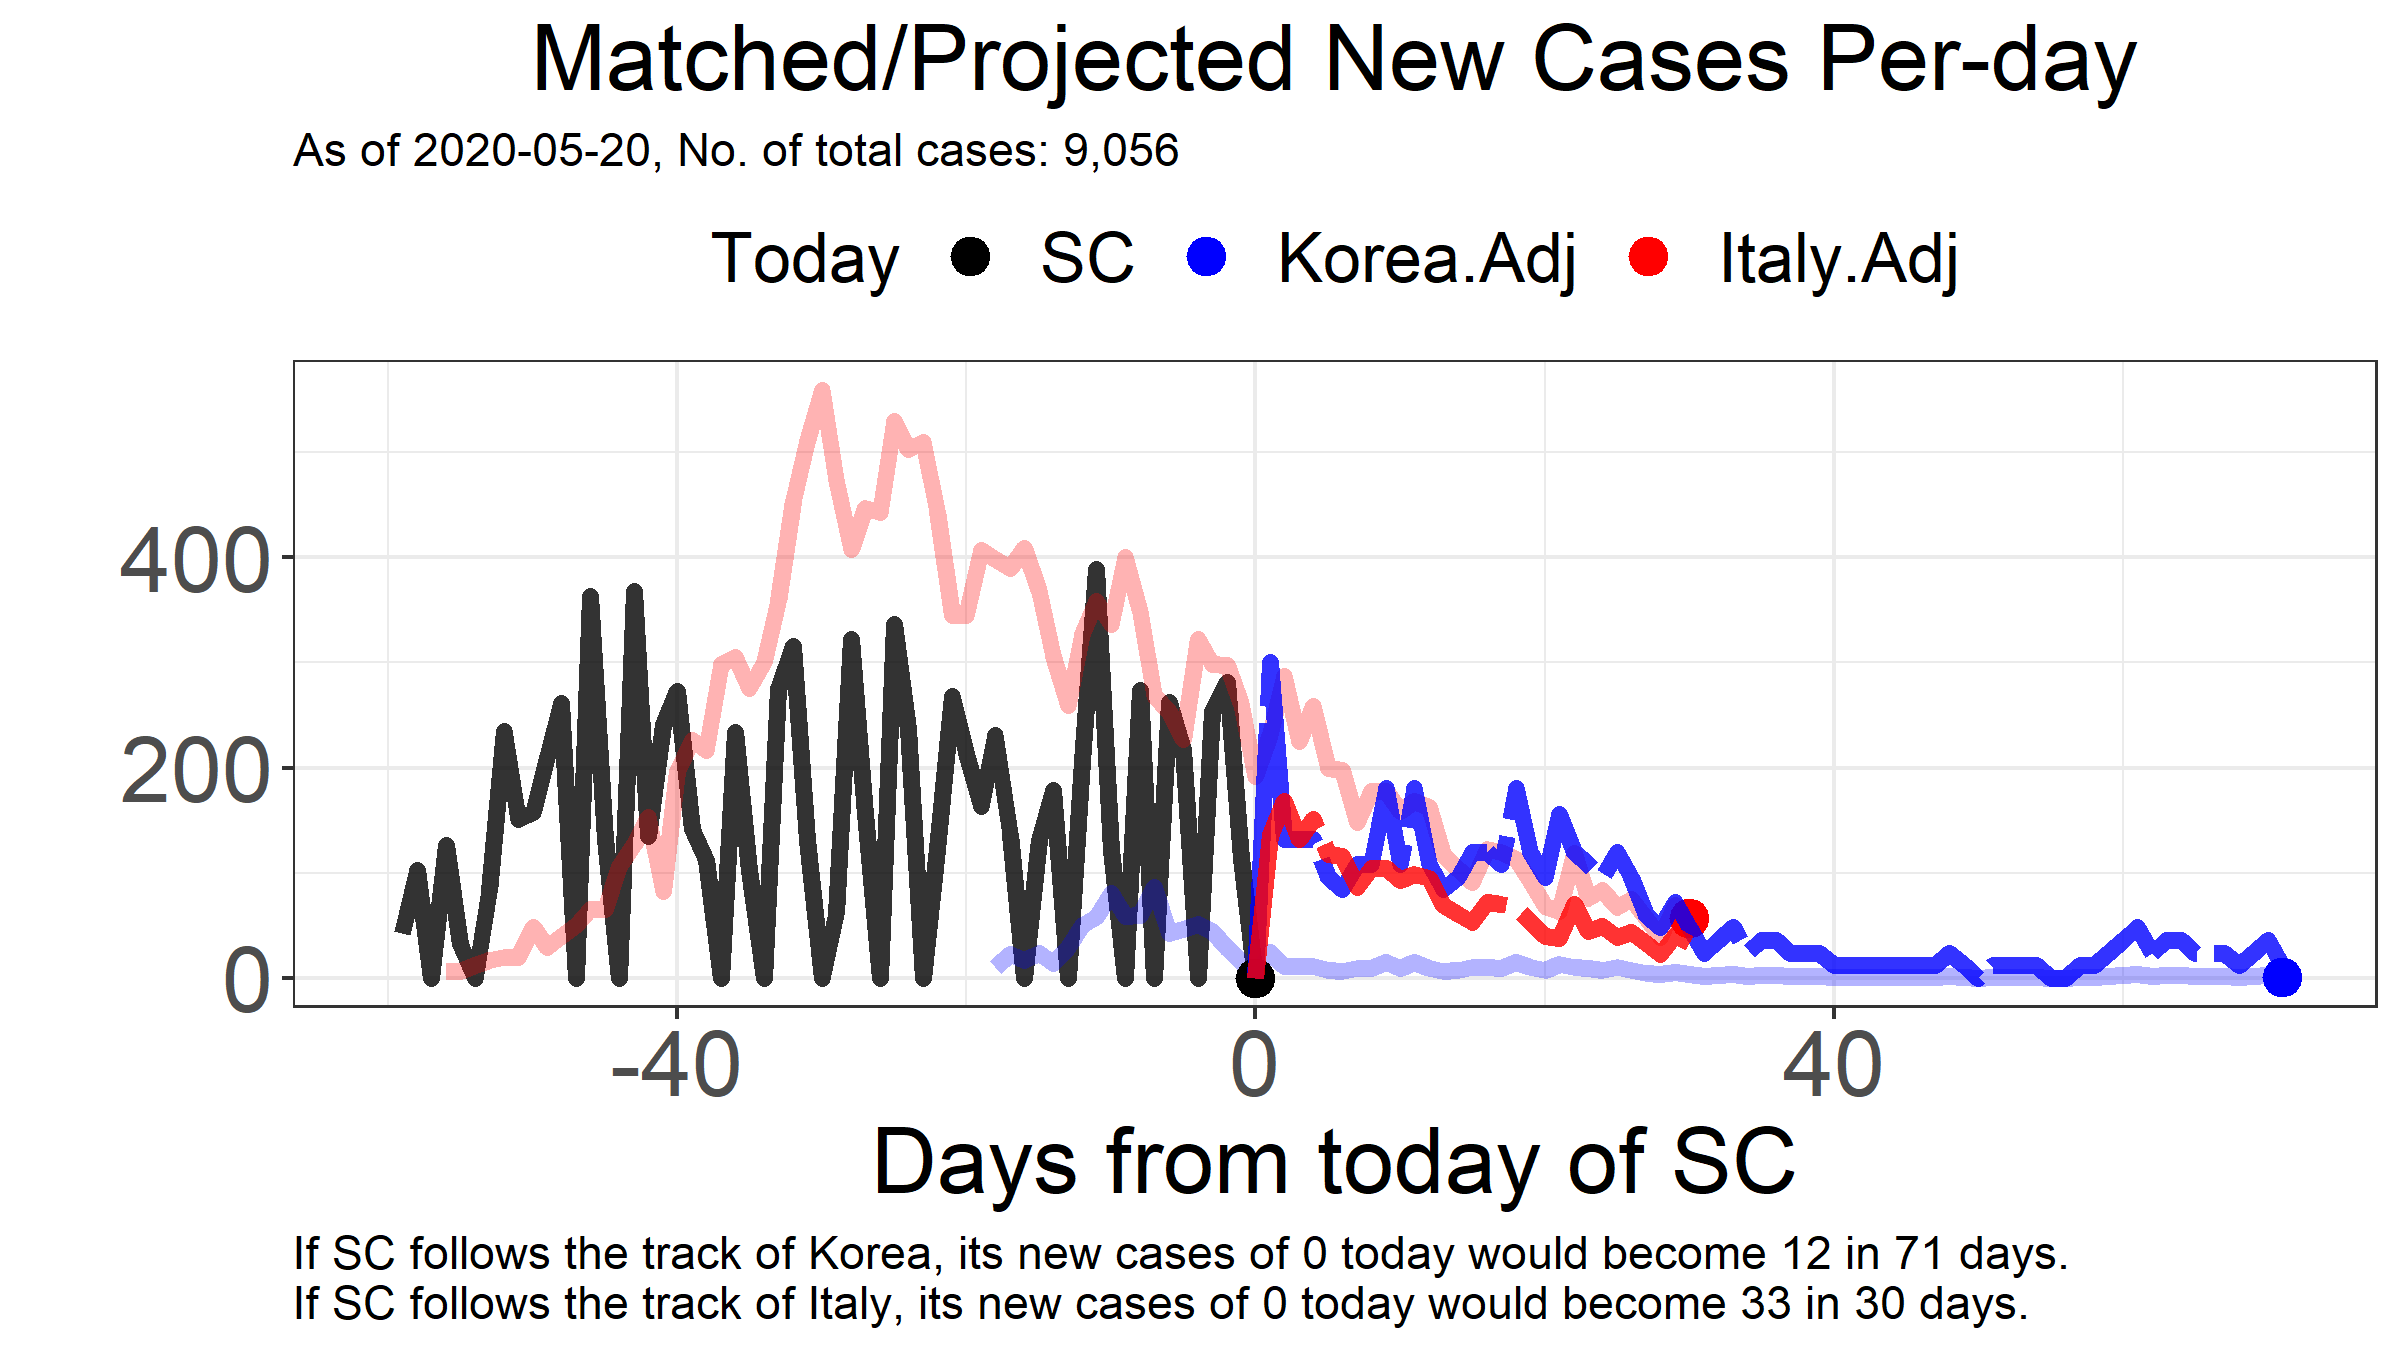 Matched/Projected New Cases Per-day
As of 2020-05-20, No. of total cases: 9,056
Today SC Korea.Adj Italy.Adj
400
200
0
-40 0 40
Days from today of SC
If SC follows the track of Korea, its new cases of 0 today would become 12 in 71 days.
If SC follows the track of Italy, its new cases of 0 today would become 33 in 30 days.